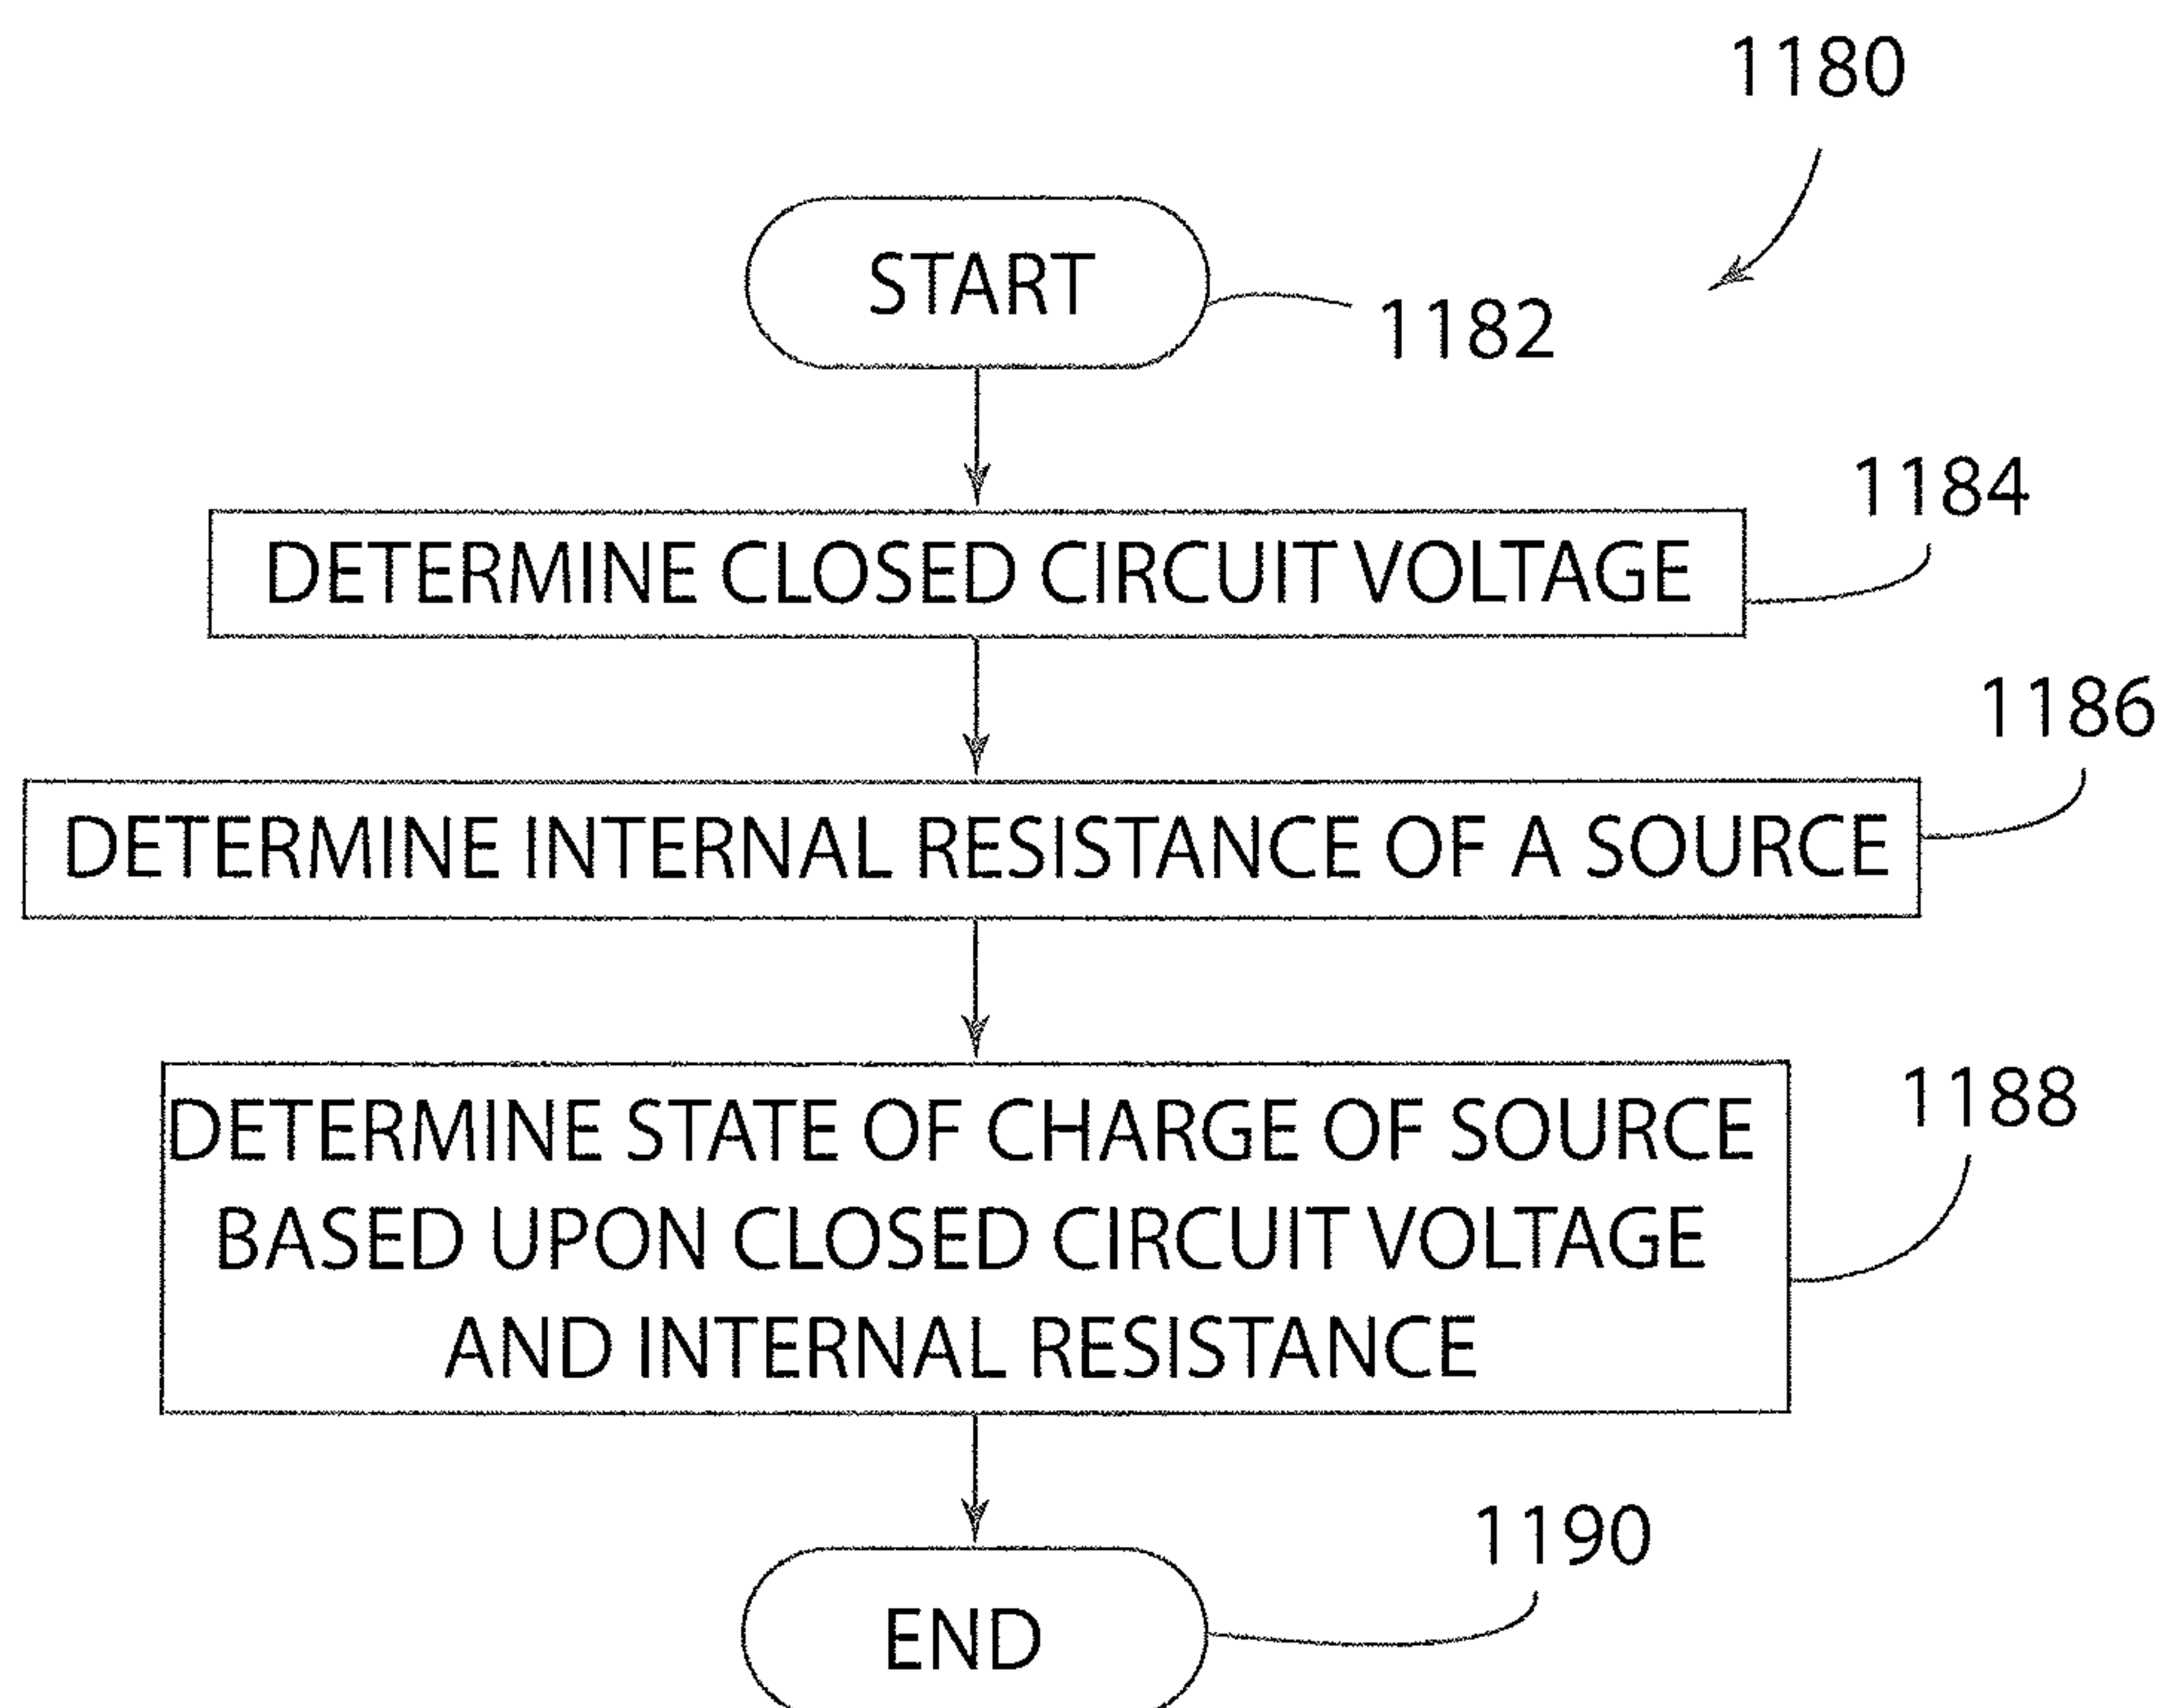 1180
START
1182
1184
DETERMINE CLOSED CIRCUIT VOLTAGE
1186
DETERMINE INTERNAL RESISTANCE OF A SOURCE
1188
DETERMINE STATE OF CHARGE OF SOURCE
BASED UPON CLOSED CIRCUIT VOLTAGE
AND INTERNAL RESISTANCE
1190
END